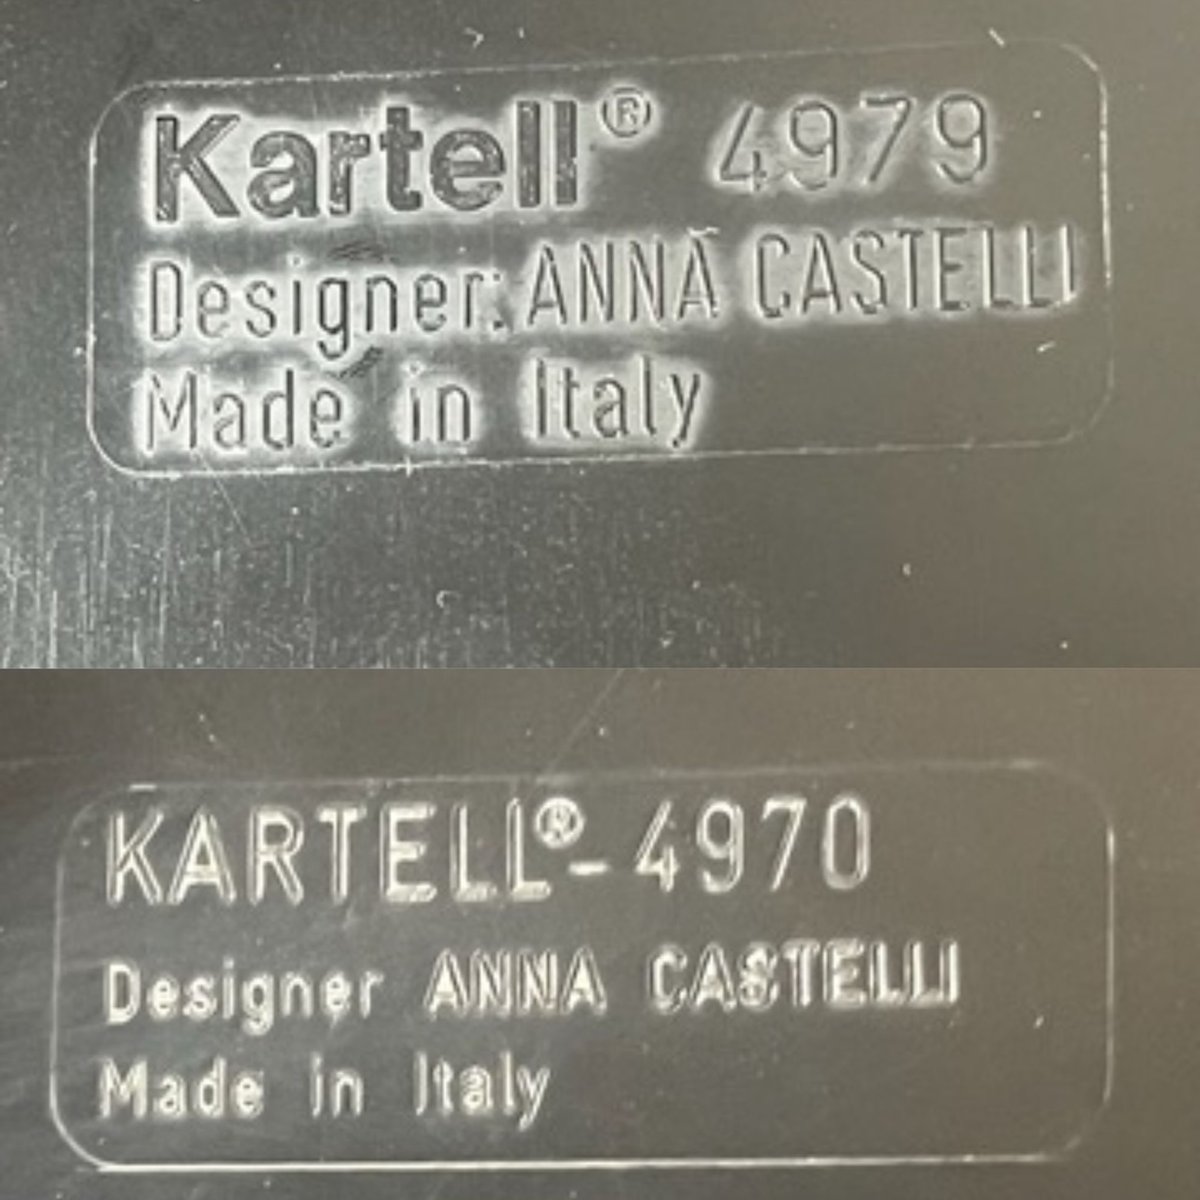 Kartell® 4979
Designer: ANNA CASTELLI
Made in Italy
KARTELL®-4970
Designer ANNA CASTELLI
Made in Italy